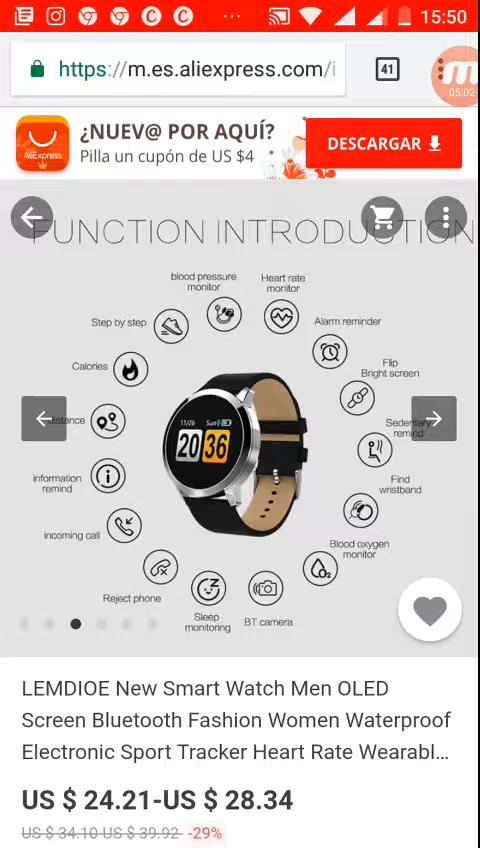 15:50
https://m.es.aliexpress.com/i
41
05:02
AliExpress
¿NUEV@ POR AQUÍ?
Pilla un cupón de US $4
DESCARGAR
FUNCTION INTRODUCTION
blood pressure
monitor
Heart rate
monitor
Step by step
Alarm reminder
Calories
Flip
Bright screen
distance
Sedentary
remind
11/26 Sun
20 36
information
remind
Find
wristband
incoming call
Blood oxygen
monitor
O2
Reject phone
Sleep
monitoring
BT camera
LEMDIOE New Smart Watch Men OLED
Screen Bluetooth Fashion Women Waterproof
Electronic Sport Tracker Heart Rate Wearabl...
US $ 24.21-US $ 28.34
US $ 34.10-US $ 39.92 -29%